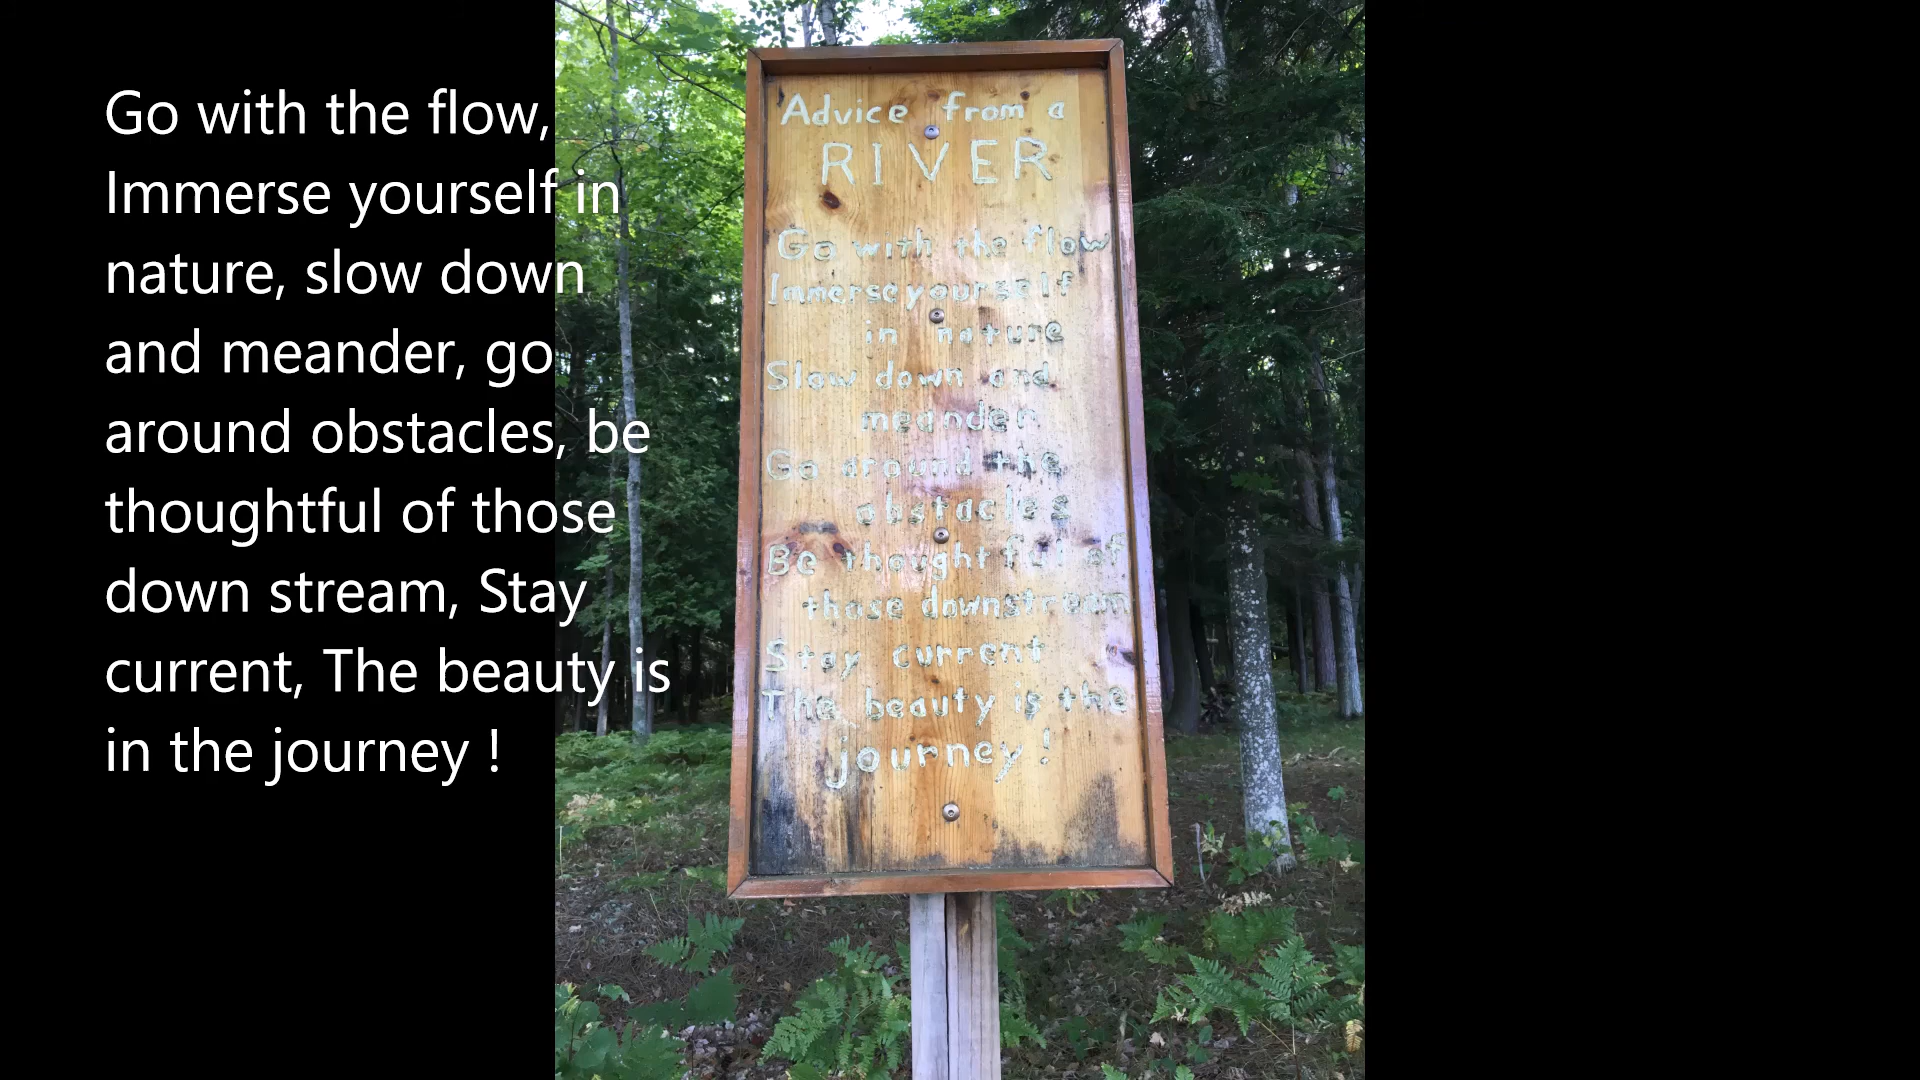 Go with the flow,
Immerse yourself in
nature, slow down
and meander, go
around obstacles, be
thoughtful of those
down stream, Stay
current, The beauty is
in the journey !
Advice from a
RIVER
Go with the flow
Immerse yourself
in nature
Slow down and
meander
Go around the
obstacles
Be thoughtful of
those downstream
Stay current
The beauty is the
journey!